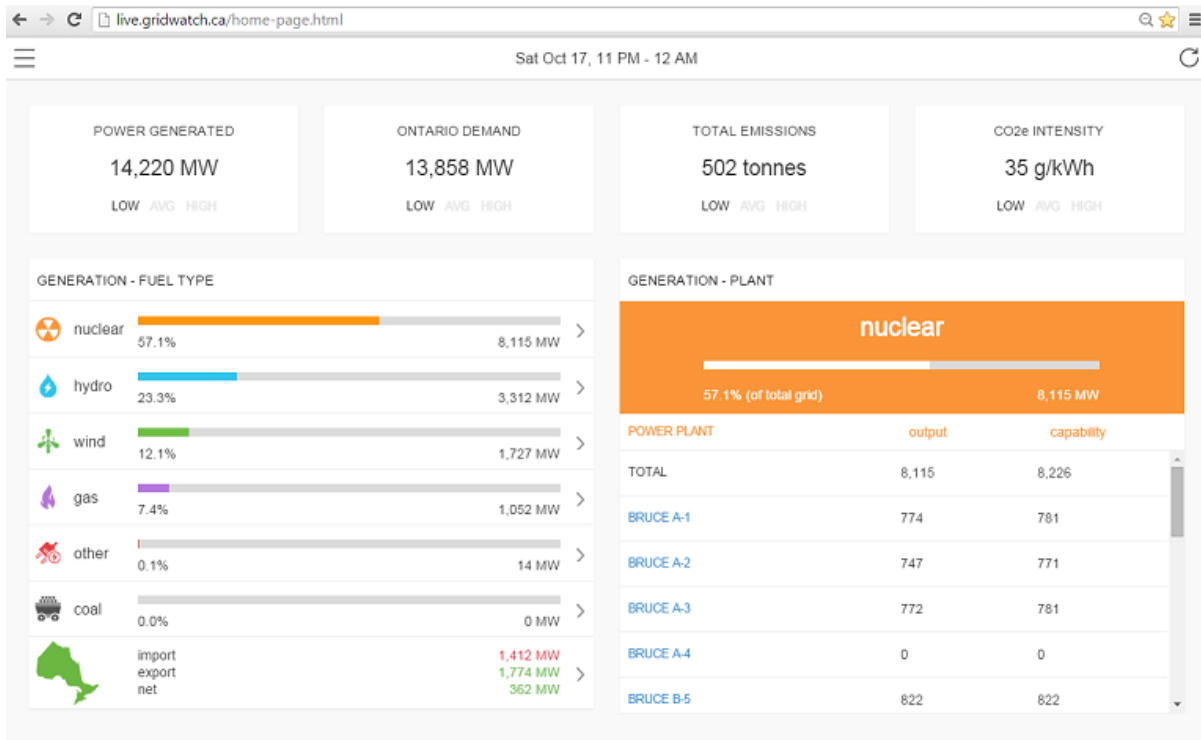 live.gridwatch.ca/home-page.html
Sat Oct 17, 11 PM - 12 AM
POWER GENERATED
14,220 MW
LOW AVG HIGH
ONTARIO DEMAND
13,858 MW
LOW AVG HIGH
TOTAL EMISSIONS
502 tonnes
LOW AVG HIGH
CO2e INTENSITY
35 g/kWh
LOW AVG HIGH
GENERATION - FUEL TYPE
nuclear
57.1% 8,115 MW
hydro
23.3% 3,312 MW
wind
12.1% 1,727 MW
gas
7.4% 1,052 MW
other
0.1% 14 MW
coal
0.0% 0 MW
import 1,412 MW
export 1,774 MW
net 362 MW
GENERATION - PLANT
nuclear
57.1% (of total grid) 8,115 MW
POWER PLANT output capability
TOTAL 8,115 8,226
BRUCE A-1 774 781
BRUCE A-2 747 771
BRUCE A-3 772 781
BRUCE A-4 0 0
BRUCE B-5 822 822